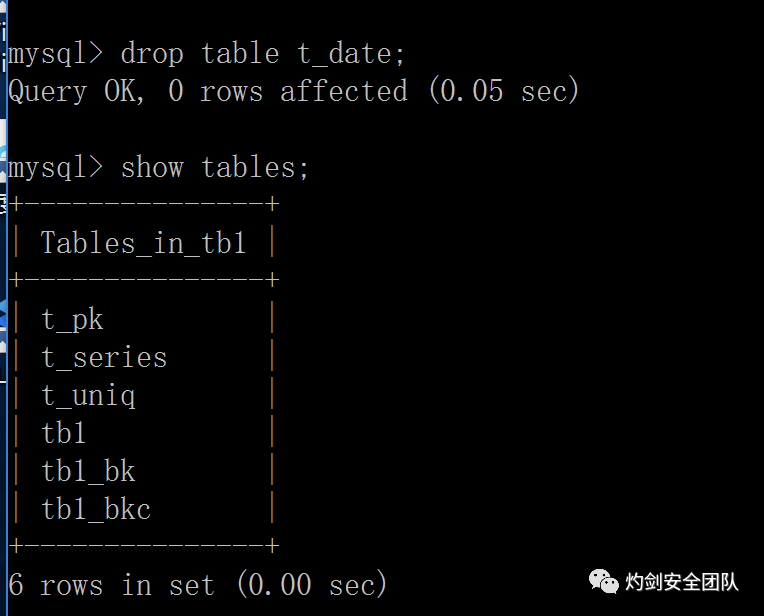 mysql> drop table t_date;
Query OK, 0 rows affected (0.05 sec)
mysql> show tables;
+---------------+
| Tables_in_tb1 |
+---------------+
| t_pk          |
| t_series      |
| t_uniq        |
| tb1           |
| tb1_bk        |
| tb1_bkc       |
+---------------+
6 rows in set (0.00 sec)
灼剑安全团队